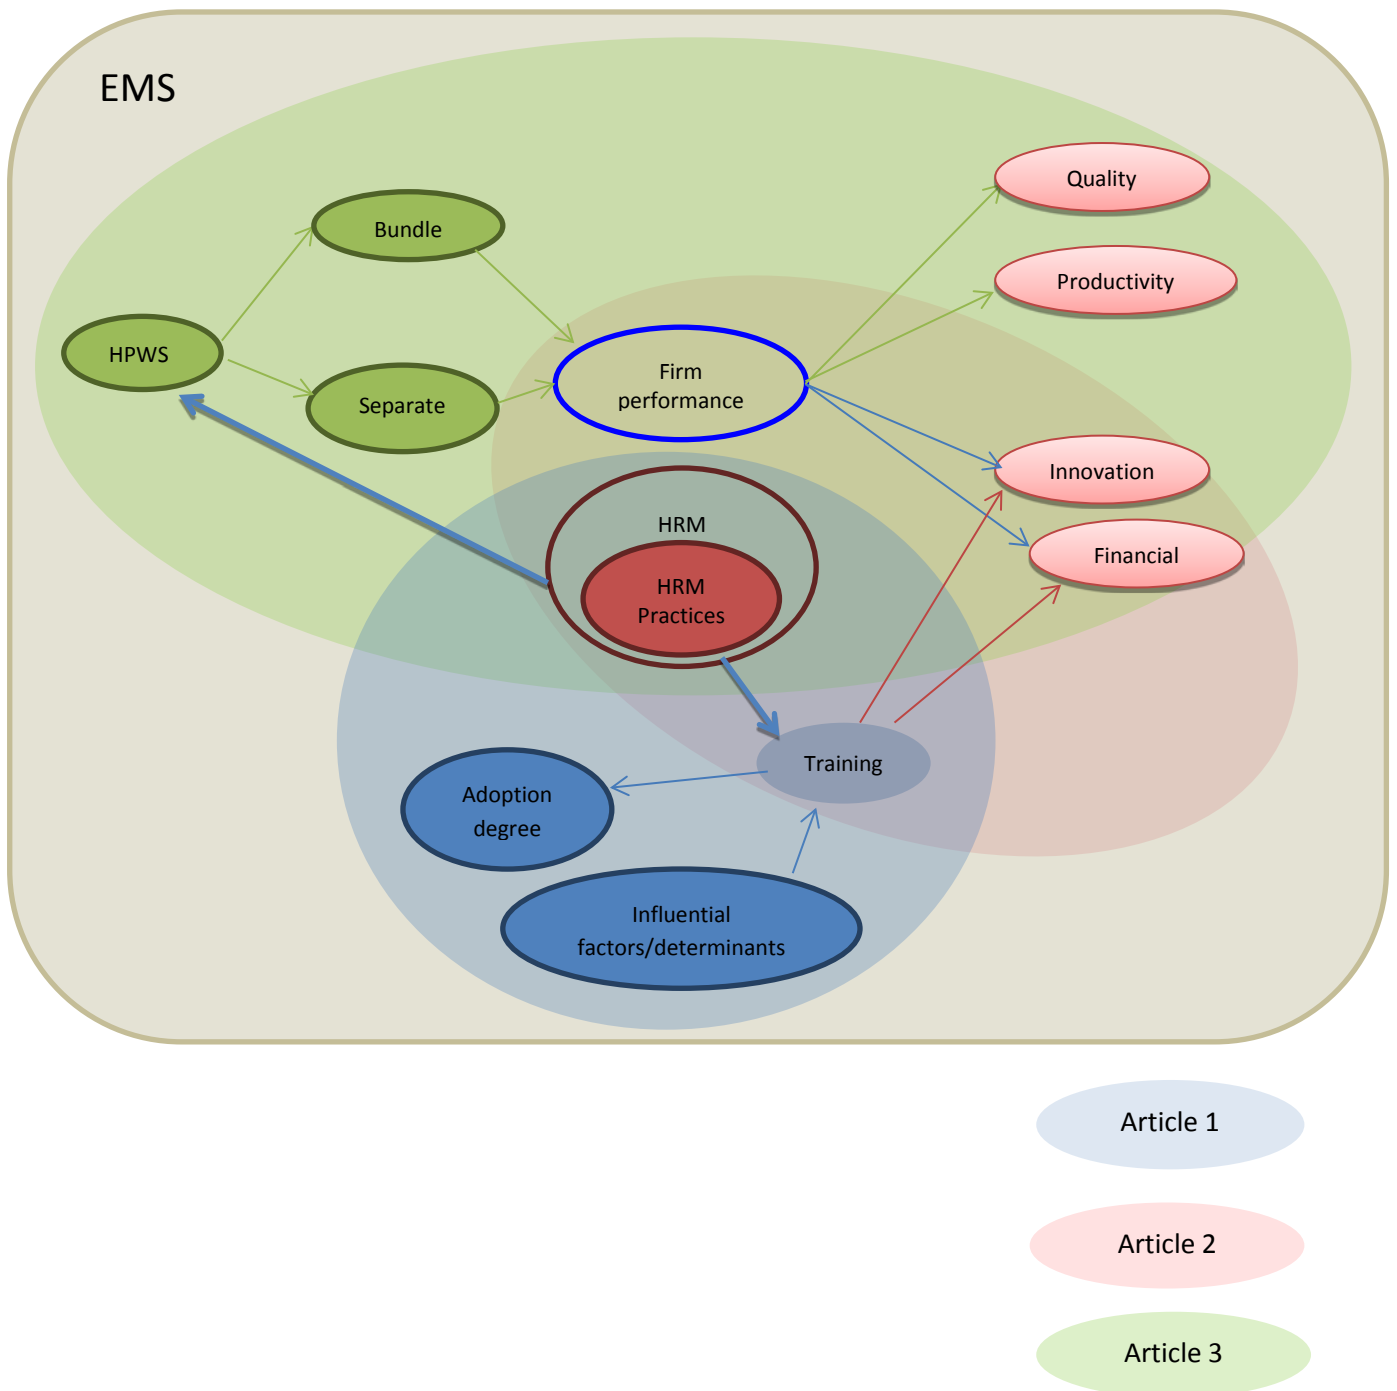 EMS
Quality
Bundle
Productivity
HPWS
Firm
performance
Separate
Innovation
HRM
Financial
HRM
Practices
Training
Adoption
degree
Influential
factors/determinants
Article 1
Article 2
Article 3